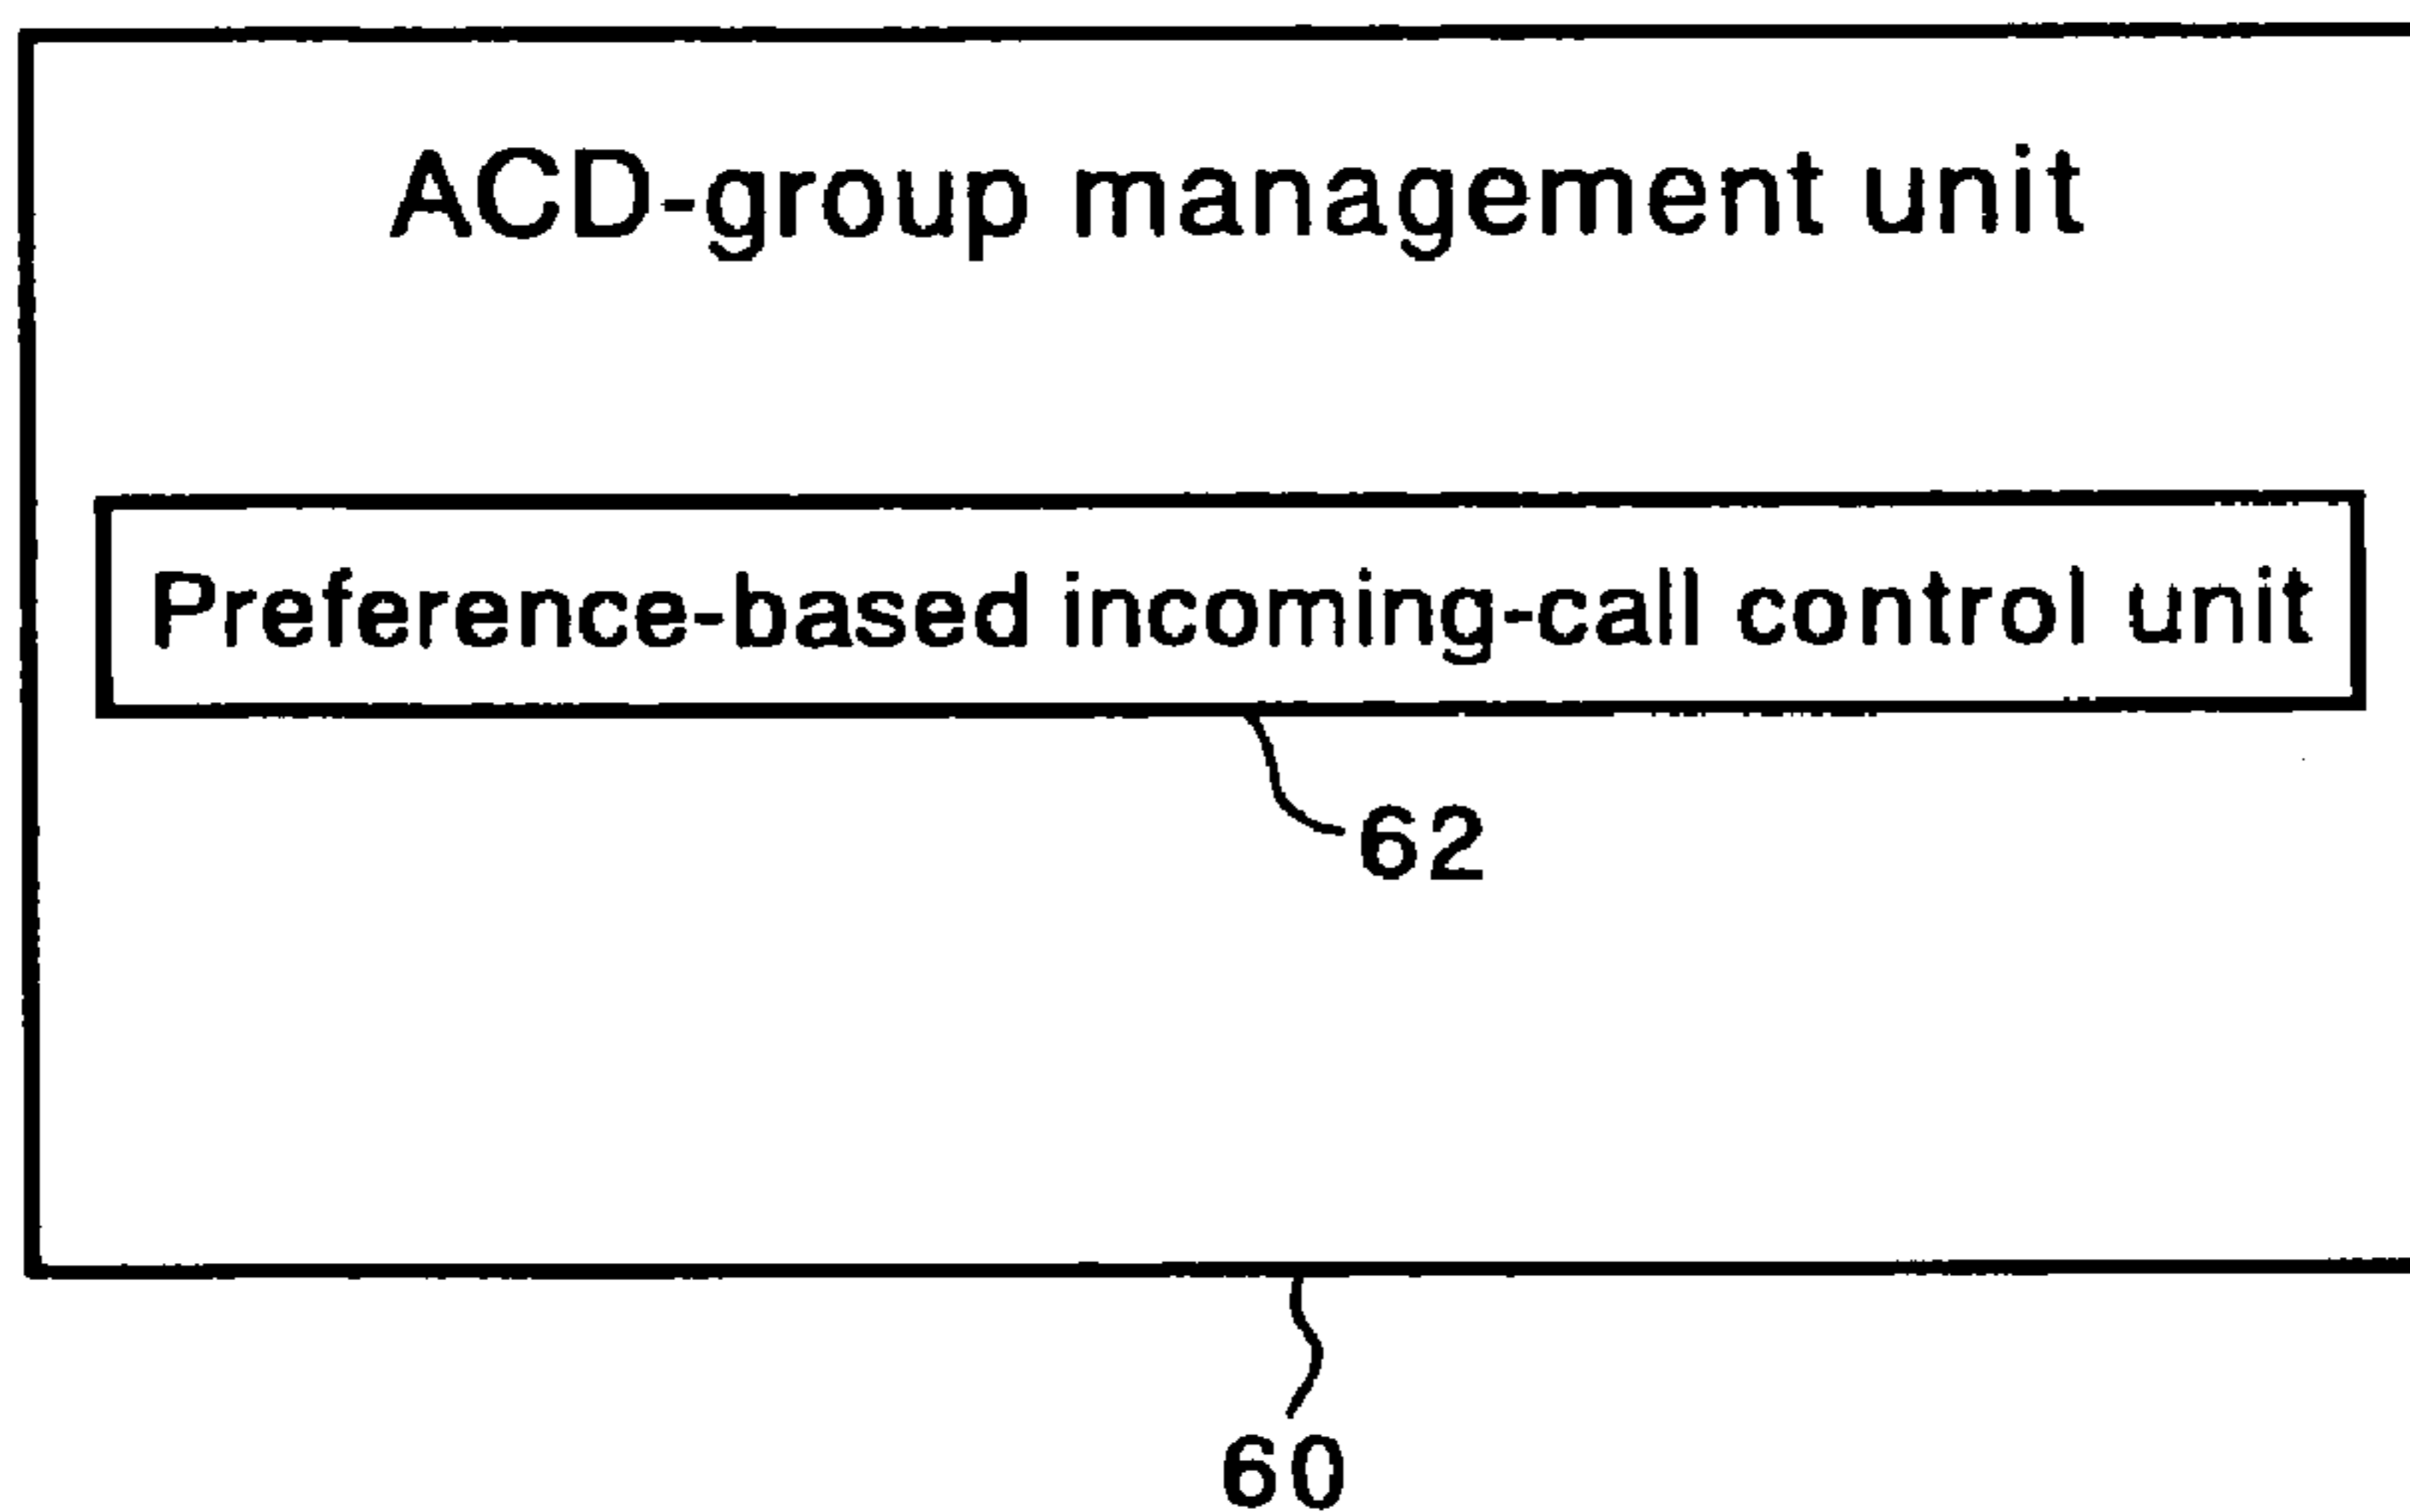 ACD-group management unit
Preference-based incoming-call control unit
62
60